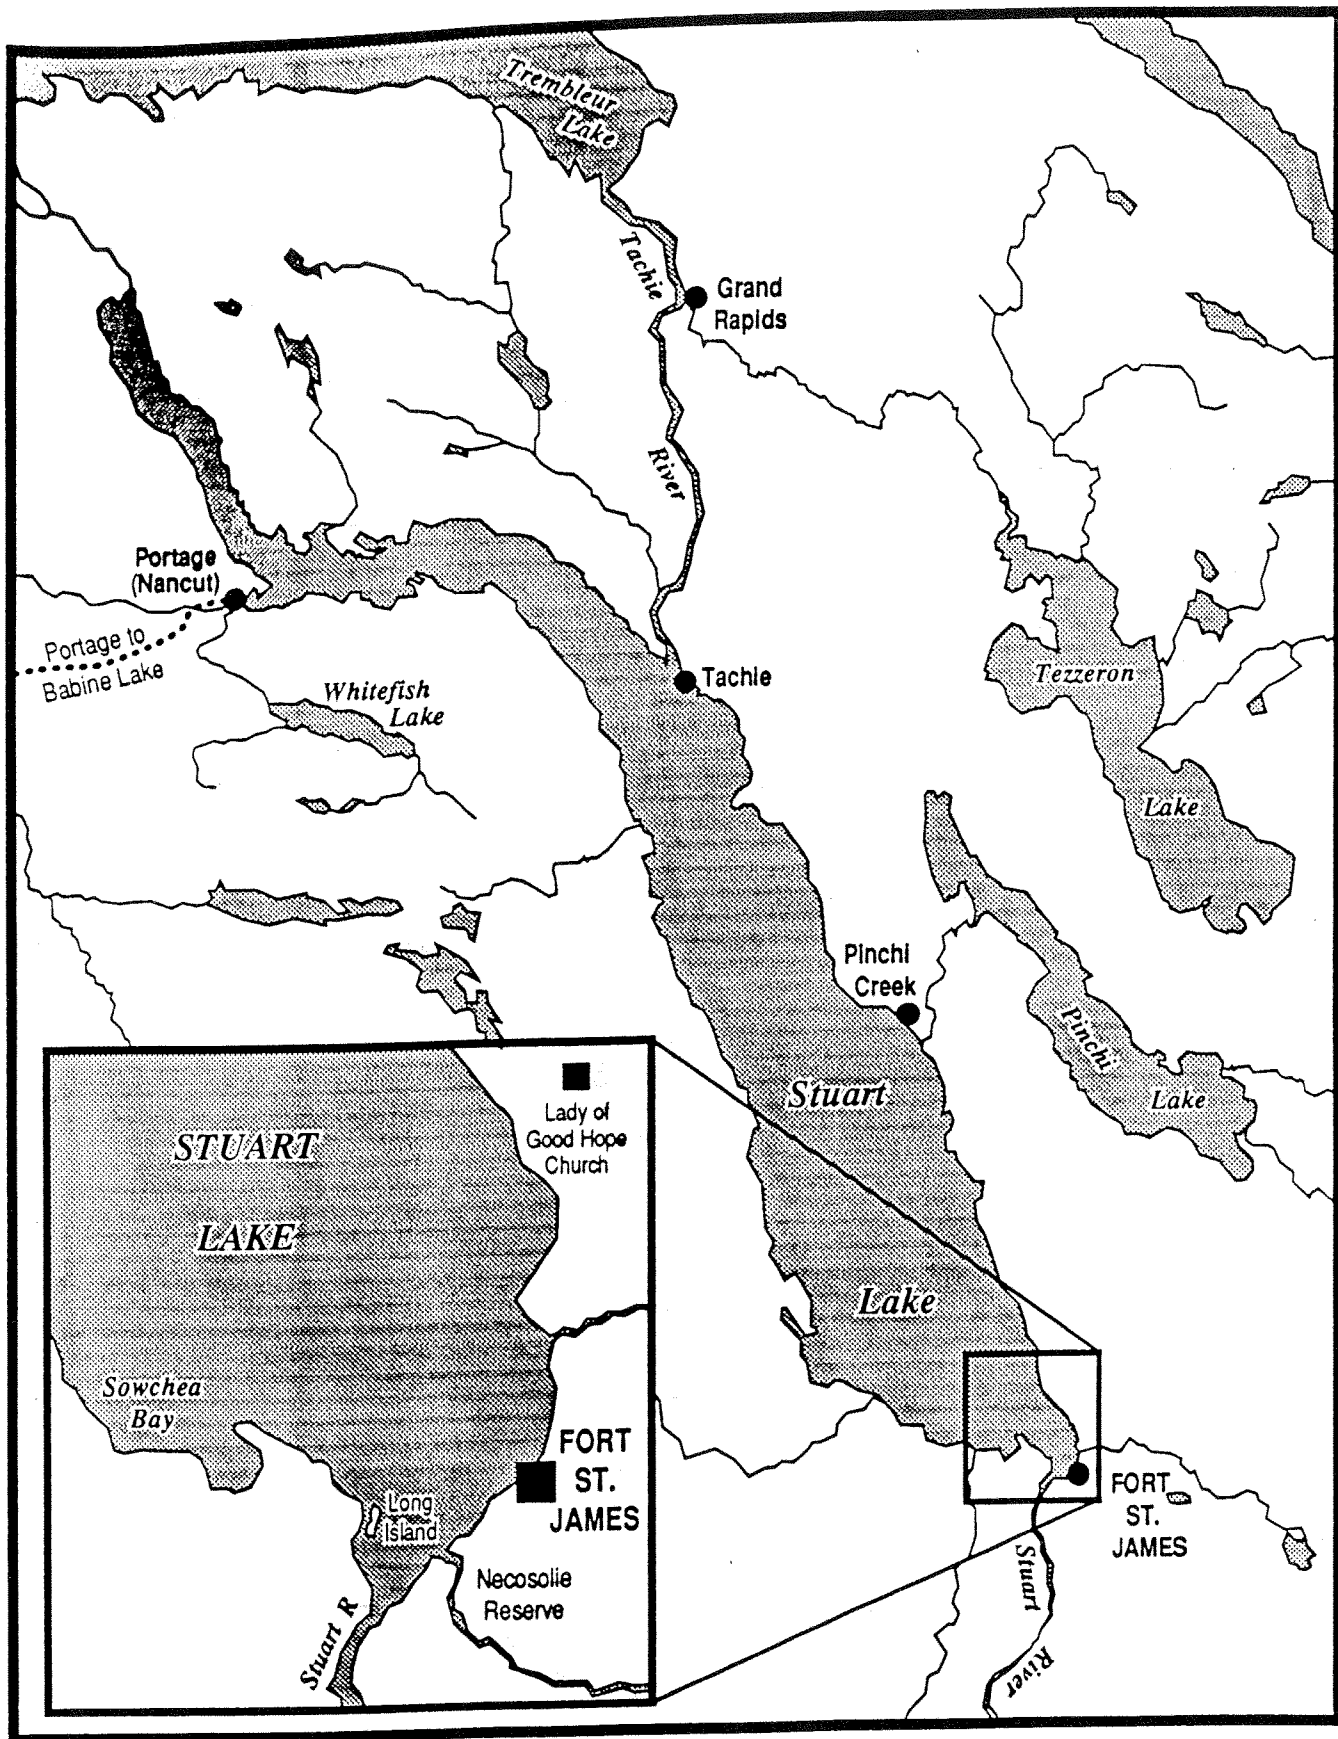 Trembleur
Lake
Tachie
River
Grand
Rapids
Portage
(Nancut)
Portage to
Babine Lake
Whitefish
Lake
Tachie
Tezzeron
Lake
Pinchi
Creek
Pinchi
Lake
Stuart
Lake
FORT
ST.
JAMES
Stuart
River
Lady of
Good Hope
Church
STUART
LAKE
Sowchea
Bay
FORT
ST.
JAMES
Long
Island
Necoslie
Reserve
Stuart R